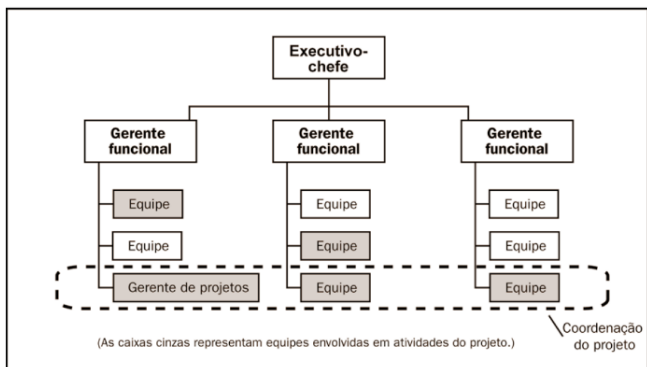 Executivo-
chefe
Gerente
funcional
Gerente
funcional
Gerente
funcional
Equipe
Equipe
Equipe
Equipe
Equipe
Equipe
Gerente de projetos
Equipe
Equipe
Coordenação
do projeto
(As caixas cinzas representam equipes envolvidas em atividades do projeto.)